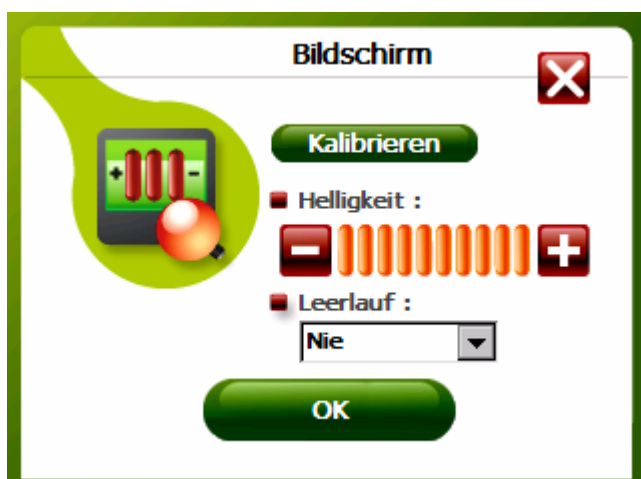 Bildschirm
Kalibrieren
Helligkeit :
Leerlauf :
Nie
OK